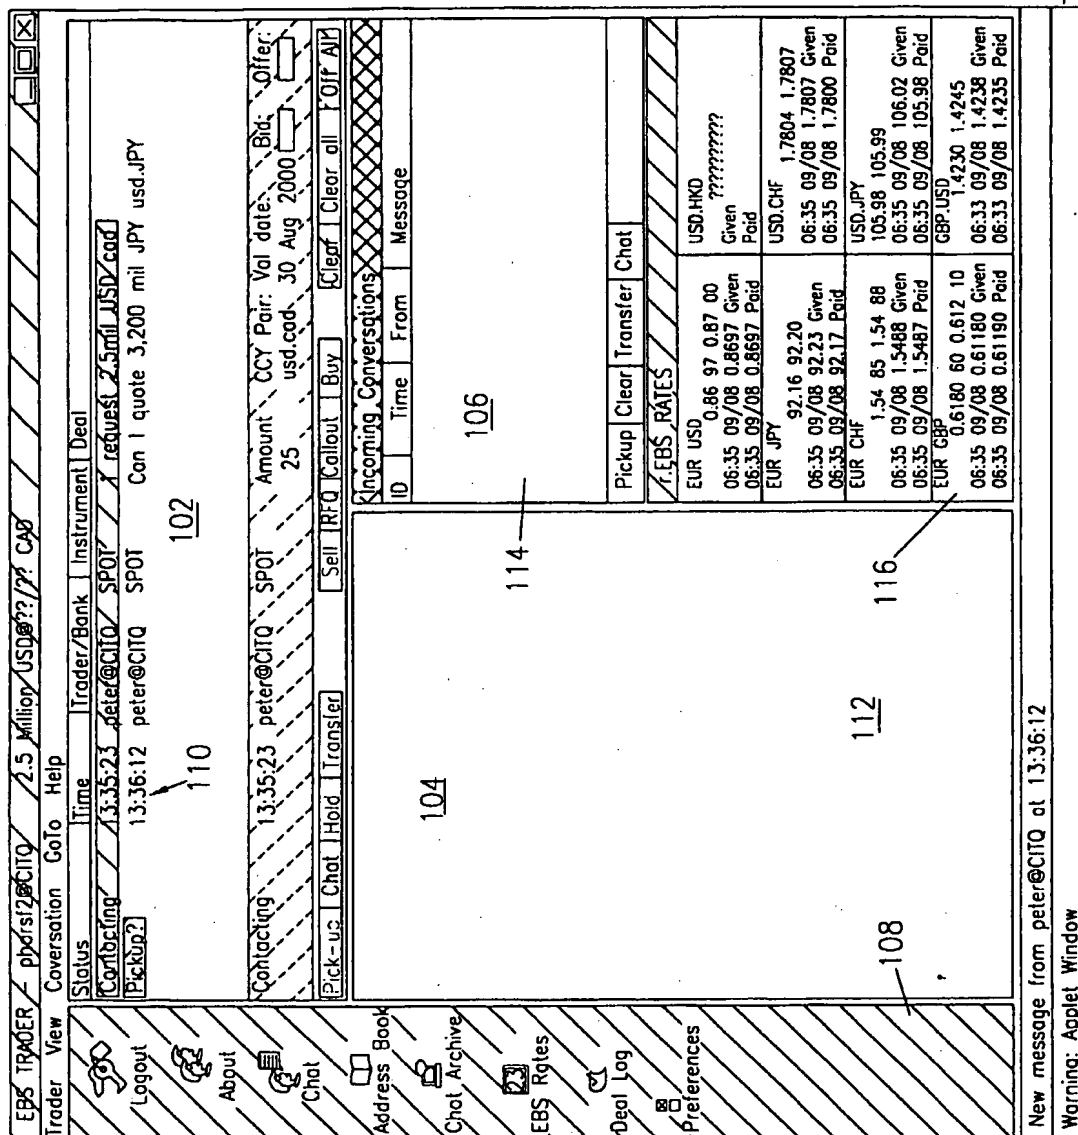 EBS TRADER - phdrsf2@CITQ 2.5 Million USD@??/?? CAD
Trader View Coversation GoTo Help
Logout
About
Chat
Address Book
Chat Archive
23
EBS Rates
Deal Log
Preferences
108
Status Time Trader/Bank Instrument Deal
Contacting 13:35:23 peter@CITQ SPOT I request 2.5mil USD cad
Pickup? 13:36:12 peter@CITQ SPOT Can I quote 3,200 mil JPY usd.JPY
110
102
Amount CCY Pair: Val date: Bid: Offer:
Contacting 13:35:23 peter@CITQ SPOT 25 usd.cad 30 Aug 2000
Pick-up Chat Hold Transfer Sell RFQ Callout Buy Clear Clear all Off All
104
112
Incoming Conversations
ID Time From Message
106
114
Pickup Clear Transfer Chat
r.EBS RATES
EUR USD
0.86 97 0.87 00
06:35 09/08 0.8697 Given
06:35 09/08 0.8697 Paid
USD.HKD
??????????
Given
Paid
EUR JPY
92.16 92.20
06:35 09/08 92.23 Given
06:35 09/08 92.17 Paid
USD.CHF
1.7804 1.7807
06:35 09/08 1.7807 Given
06:35 09/08 1.7800 Paid
EUR CHF
1.54 85 1.54 88
06:35 09/08 1.5488 Given
06:35 09/08 1.5487 Paid
USD.JPY
105.98 105.99
06:35 09/08 106.02 Given
06:35 09/08 105.98 Paid
EUR GBP
0.6180 60 0.612 10
06:35 09/08 0.61180 Given
06:35 09/08 0.61190 Paid
GBP.USD
1.4230 1.4245
06:33 09/08 1.4238 Given
06:33 09/08 1.4235 Paid
116
New message from peter@CITQ at 13:36:12
Warning: Applet Window